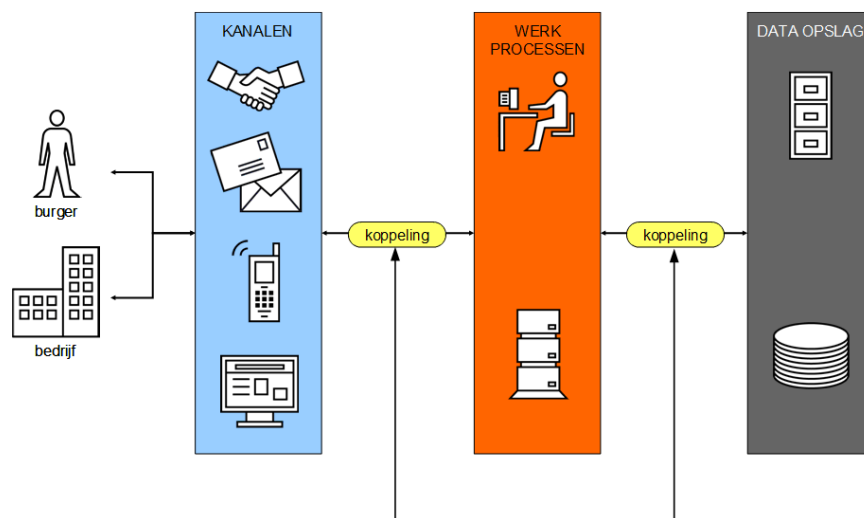 KANALEN
WERK
PROCESSEN
DATA OPSLAG
burger
koppeling
koppeling
bedrijf